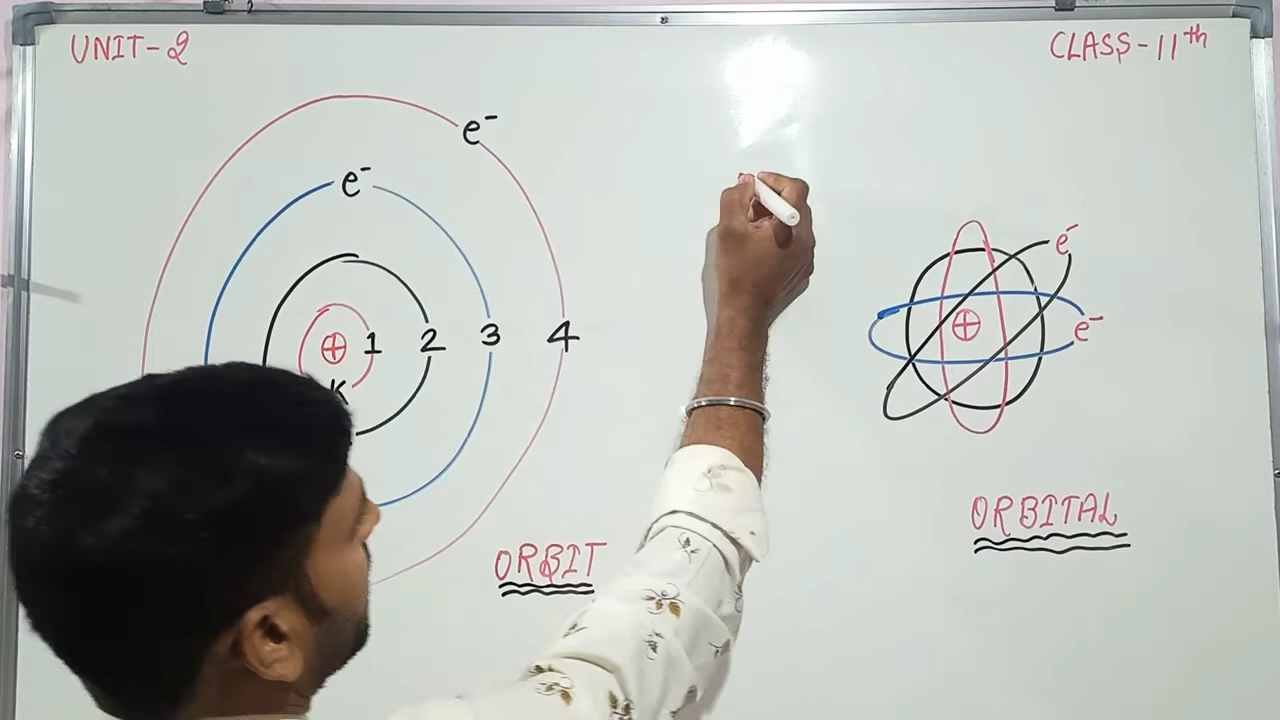 UNIT-2
CLASS-11th
e-
e-
+ 1 2 3 4
K
ORBIT
e-
e-
+
ORBITAL